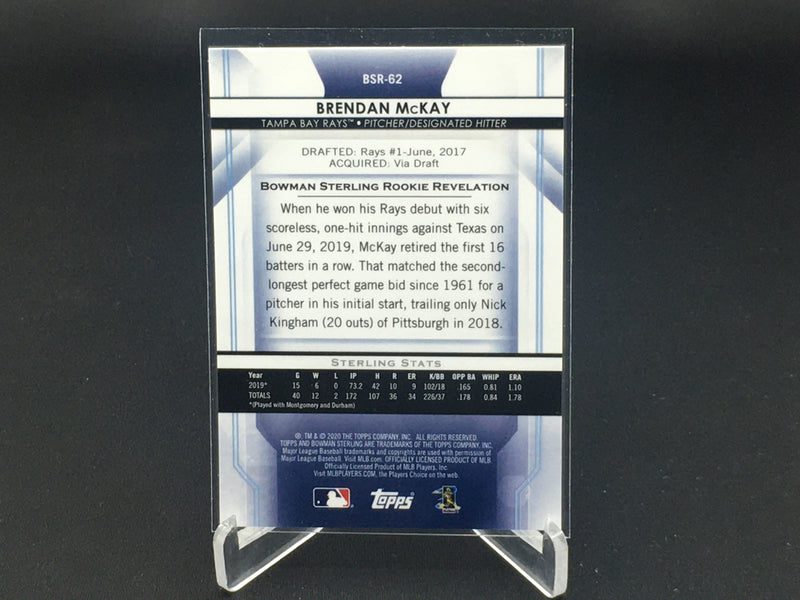 BSR-62
BRENDAN McKAY
TAMPA BAY RAYS™ • PITCHER/DESIGNATED HITTER
DRAFTED: Rays #1-June, 2017
ACQUIRED: Via Draft
BOWMAN STERLING ROOKIE REVELATION
When he won his Rays debut with six
scoreless, one-hit innings against Texas on
June 29, 2019, McKay retired the first 16
batters in a row. That matched the second-
longest perfect game bid since 1961 for a
pitcher in his initial start, trailing only Nick
Kingham (20 outs) of Pittsburgh in 2018.
STERLING STATS
Year G W L IP H R ER K/BB OPP BA WHIP ERA
2019* 15 6 0 73.2 42 10 9 102/18 .165 0.81 1.10
TOTALS 40 12 2 172 107 36 34 226/37 .178 0.84 1.78
*(Played with Montgomery and Durham)
®, TM & © 2020 THE TOPPS COMPANY, INC. ALL RIGHTS RESERVED
TOPPS AND BOWMAN STERLING ARE TRADEMARKS OF THE TOPPS COMPANY, INC.
Major League Baseball trademarks and copyrights are used with permission of
Major League Baseball. Visit MLB.com. OFFICIALLY LICENSED PRODUCT OF MLB
Officially Licensed Product of MLB Players, Inc.
Visit MLBPLAYERS.COM, the Players Choice on the web.
topps